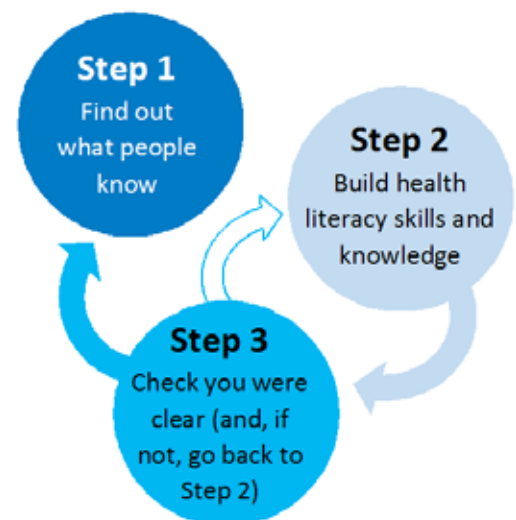 Step 1
Find out
what people
know
Step 2
Build health
literacy skills and
knowledge
Step 3
Check you were
clear (and, if
not, go back to
Step 2)